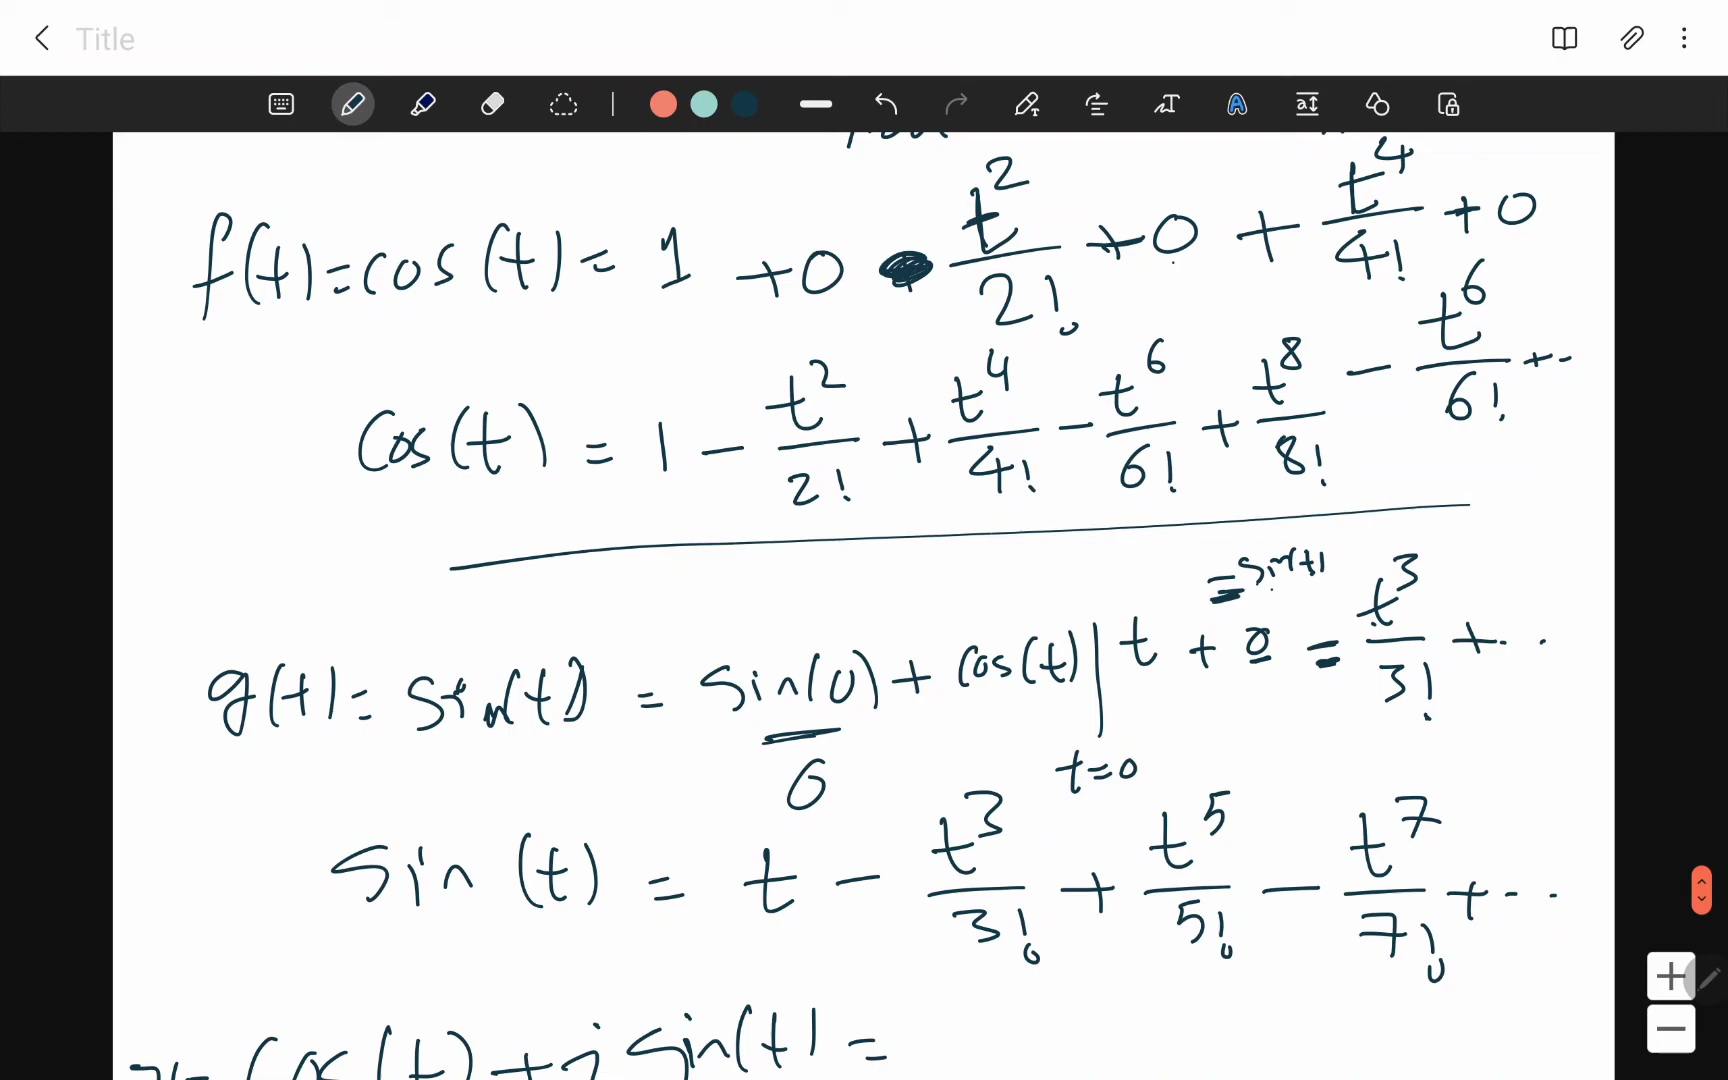 Title
f(t)=cos(t)= 1 +0 t²/2! +0 + t⁴/4! +0
- t⁶/6! +..
Cos(t) = 1 - t²/2! + t⁴/4! - t⁶/6! + t⁸/8!
= sin(t)
g(t)= sin(t) = sin(0) + cos(t)| t + 0 = t³/3! + ...
0 t=0
Sin (t) = t - t³/3! + t⁵/5! - t⁷/7! + ...
Cos(t) + j sin(t) =